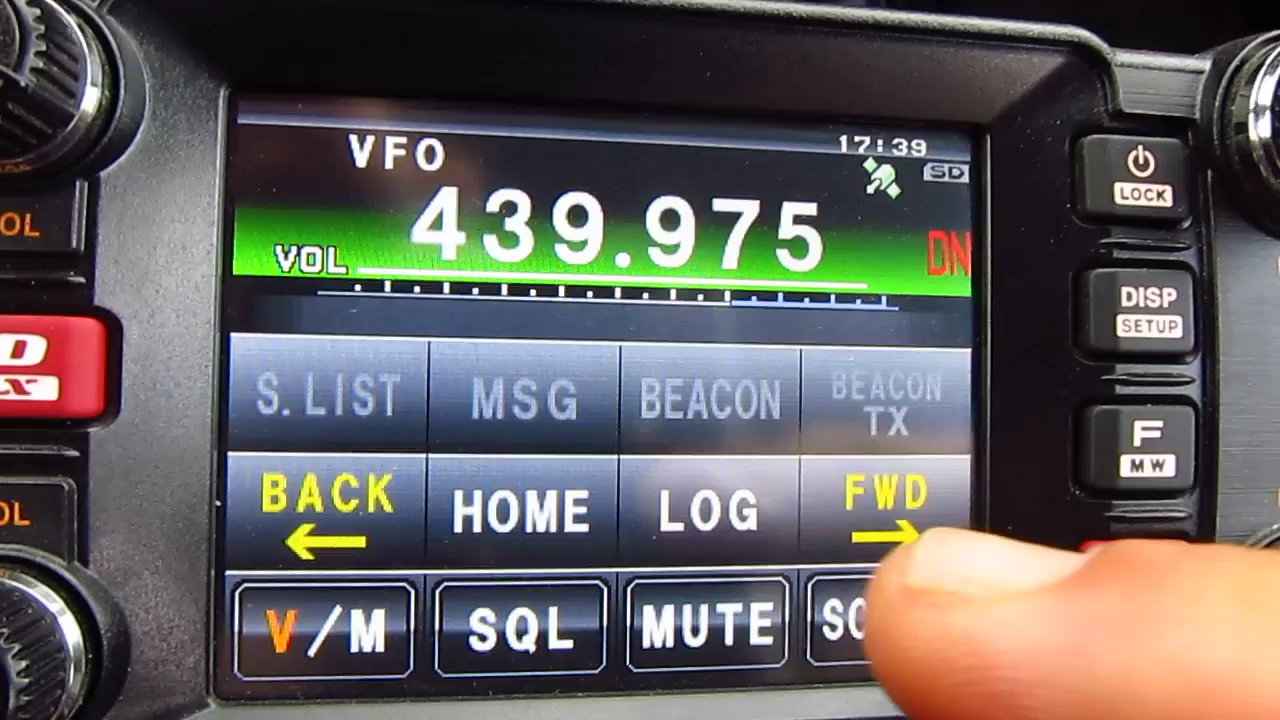 VFO
17:39
SD
439.975
DN
VOL
S.LIST
MSG
BEACON
BEACON
TX
BACK
HOME
LOG
FWD
V/M
SQL
MUTE
LOCK
DISP
SETUP
F
MW